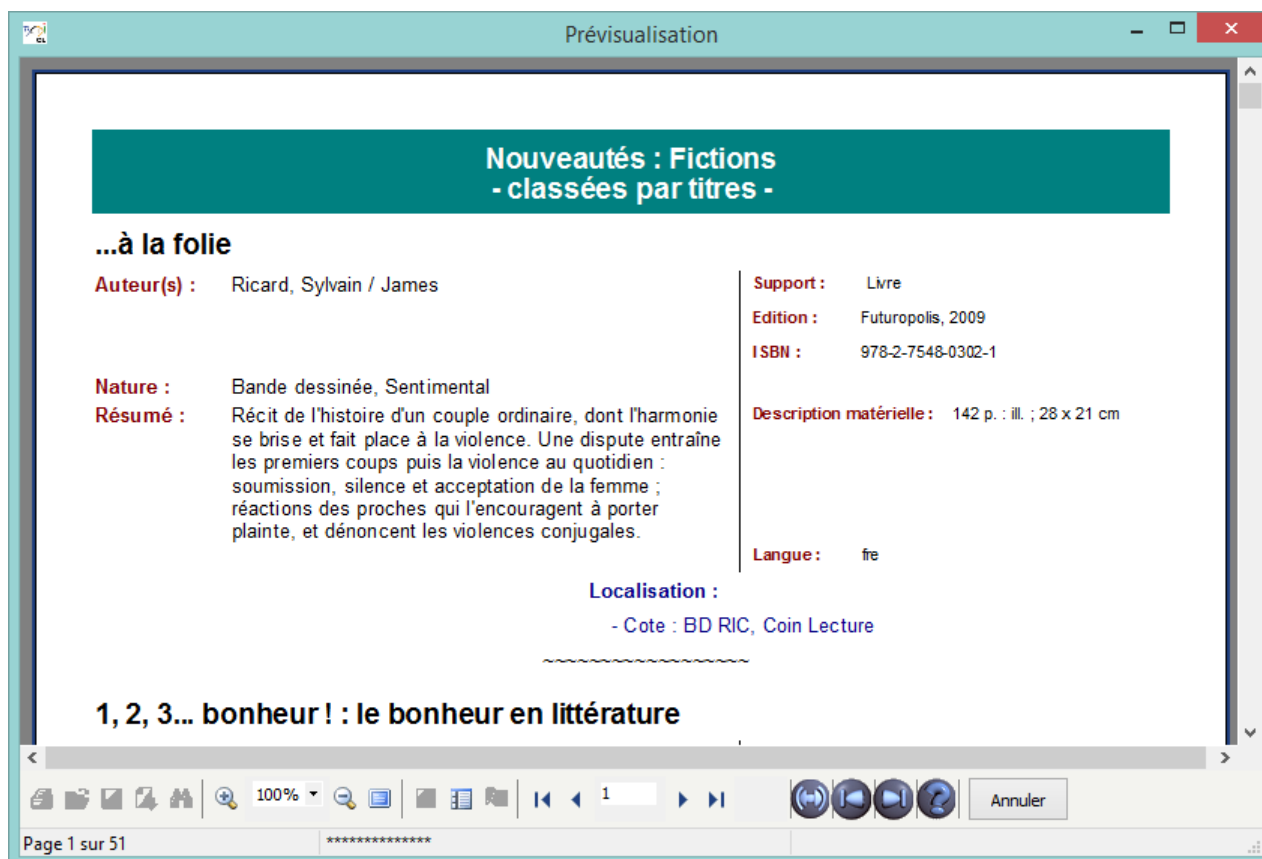 Prévisualisation
Nouveautés : Fictions
- classées par titres -
...à la folie
Auteur(s) : Ricard, Sylvain / James
Support : Livre
Edition : Futuropolis, 2009
ISBN : 978-2-7548-0302-1
Nature : Bande dessinée, Sentimental
Résumé : Récit de l'histoire d'un couple ordinaire, dont l'harmonie
se brise et fait place à la violence. Une dispute entraîne
les premiers coups puis la violence au quotidien :
soumission, silence et acceptation de la femme ;
réactions des proches qui l'encouragent à porter
plainte, et dénoncent les violences conjugales.
Description matérielle : 142 p. : ill. ; 28 x 21 cm
Langue : fre
Localisation :
- Cote : BD RIC, Coin Lecture
~~~~~~~~~~~~~~~~~~
1, 2, 3... bonheur ! : le bonheur en littérature
100% 1 Annuler
Page 1 sur 51 **************